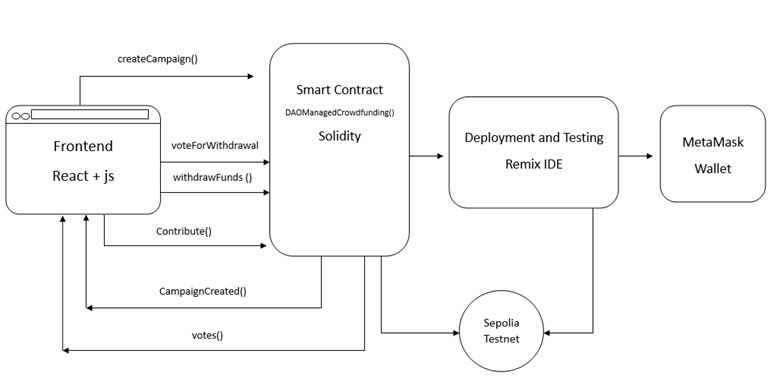 createCampaign()
Smart Contract
DAOManagedCrowdfunding()
Solidity
Frontend
React + js
voteForWithdrawal
withdrawFunds ()
Contribute()
CampaignCreated()
votes()
Deployment and Testing
Remix IDE
MetaMask
Wallet
Sepolia
Testnet